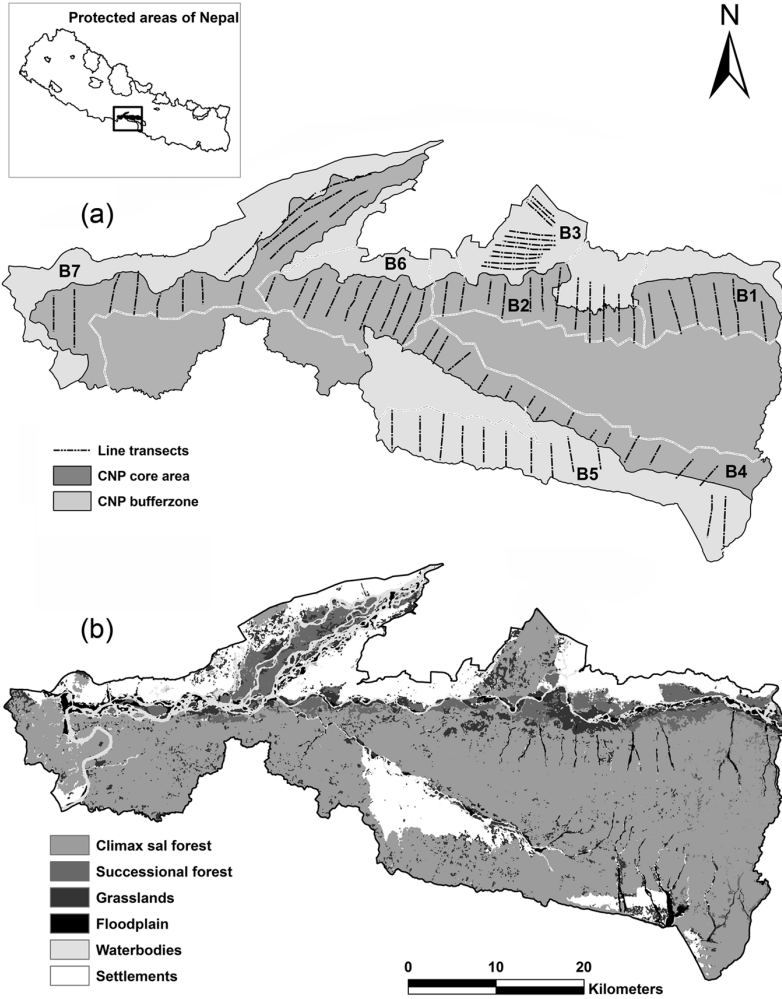 Protected areas of Nepal
N
(a)
B3
B7
B6
B2
B1
Line transects
CNP core area
CNP bufferzone
B5
B4
(b)
Climax sal forest
Successional forest
Grasslands
Floodplain
Waterbodies
Settlements
0 10 20
Kilometers